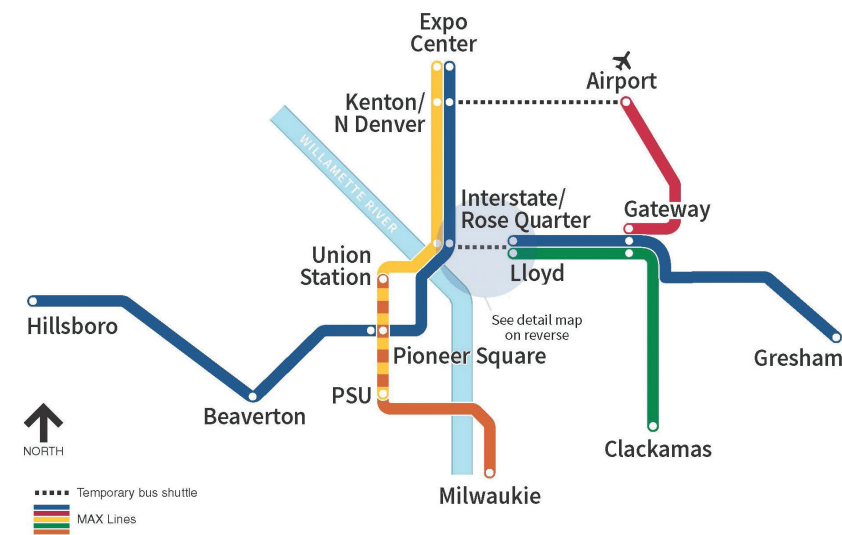 Expo
Center
Airport
Kenton/
N Denver
WILLAMETTE RIVER
Interstate/
Rose Quarter
Gateway
Union
Station
Lloyd
Hillsboro
See detail map
on reverse
Pioneer Square
Gresham
PSU
Beaverton
NORTH
Clackamas
Milwaukie
Temporary bus shuttle
MAX Lines